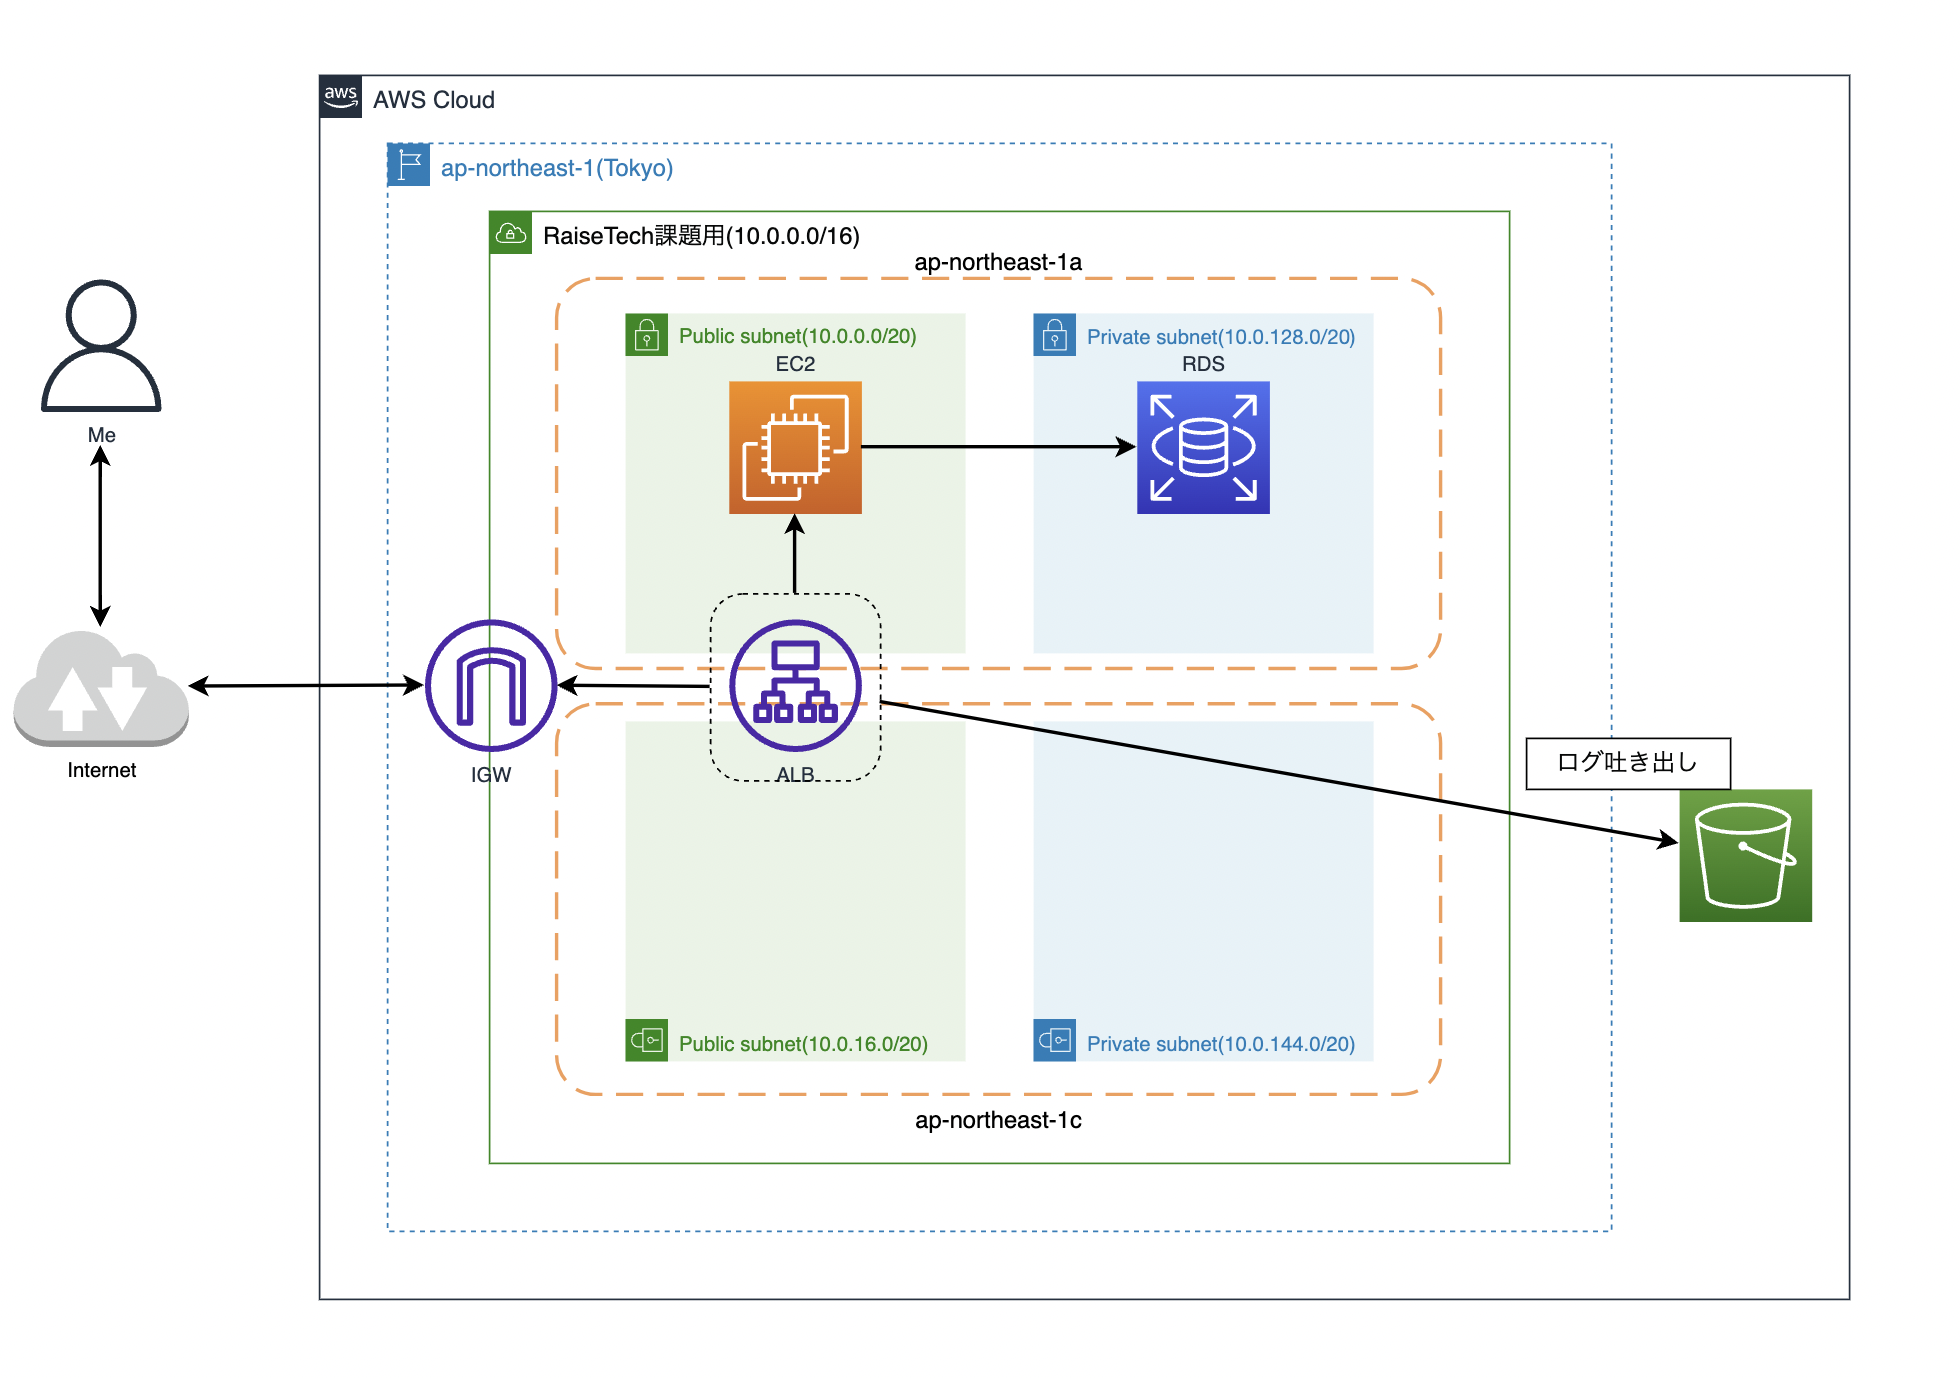 aws
AWS Cloud
ap-northeast-1(Tokyo)
RaiseTech課題用(10.0.0.0/16)
ap-northeast-1a
Public subnet(10.0.0.0/20)
EC2
Private subnet(10.0.128.0/20)
RDS
Me
Internet
IGW
ALB
ログ吐き出し
Public subnet(10.0.16.0/20)
Private subnet(10.0.144.0/20)
ap-northeast-1c